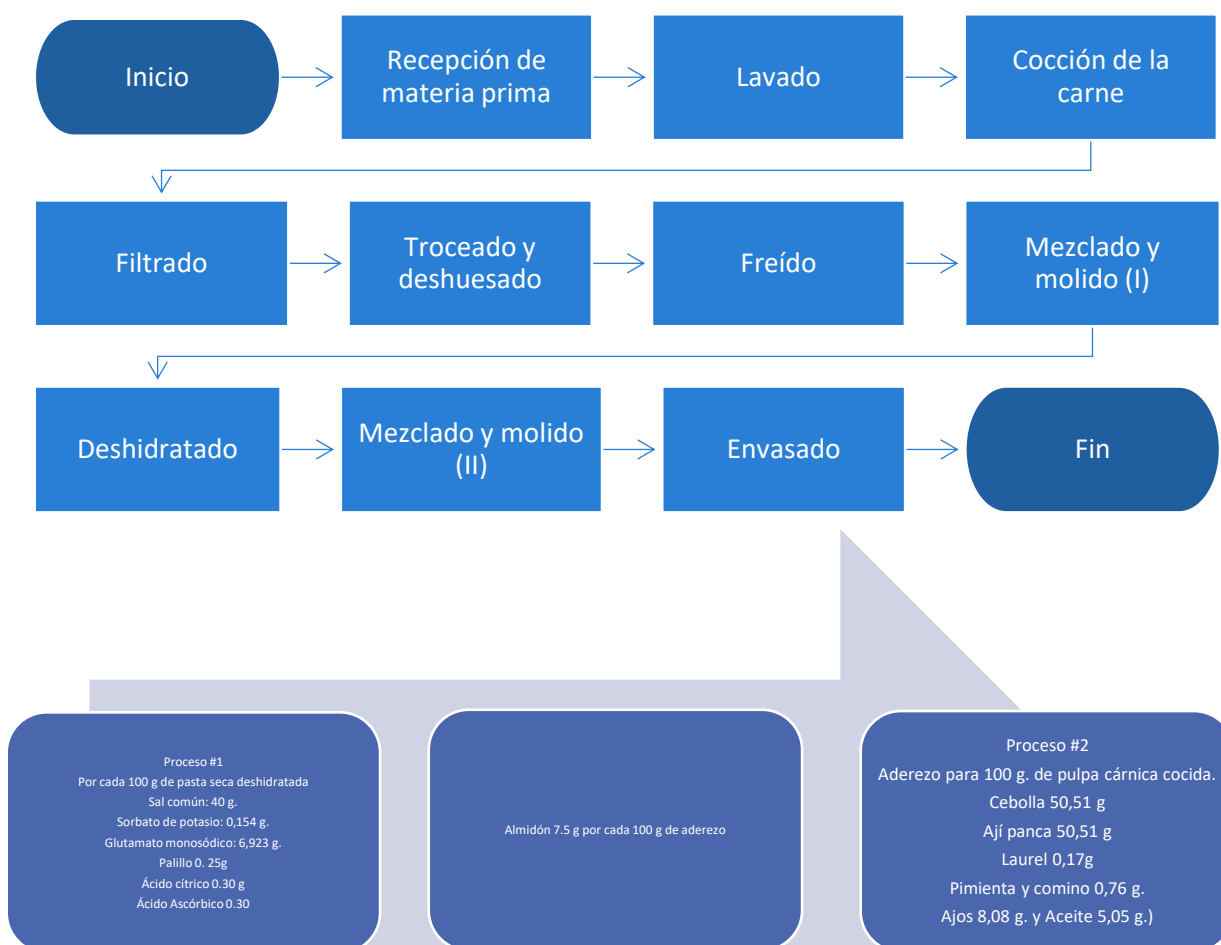 Inicio
Recepción de
materia prima
Lavado
Cocción de la
carne
Filtrado
Troceado y
deshuesado
Freído
Mezclado y
molido (I)
Deshidratado
Mezclado y molido
(II)
Envasado
Fin
Proceso #1
Por cada 100 g de pasta seca deshidratada
Sal común: 40 g.
Sorbato de potasio: 0,154 g.
Glutamato monosódico: 6,923 g.
Palillo 0. 25g
Ácido cítrico 0.30 g
Ácido Ascórbico 0.30
Almidón 7.5 g por cada 100 g de aderezo
Proceso #2
Aderezo para 100 g. de pulpa cárnica cocida.
Cebolla 50,51 g
Ají panca 50,51 g
Laurel 0,17g
Pimienta y comino 0,76 g.
Ajos 8,08 g. y Aceite 5,05 g.)